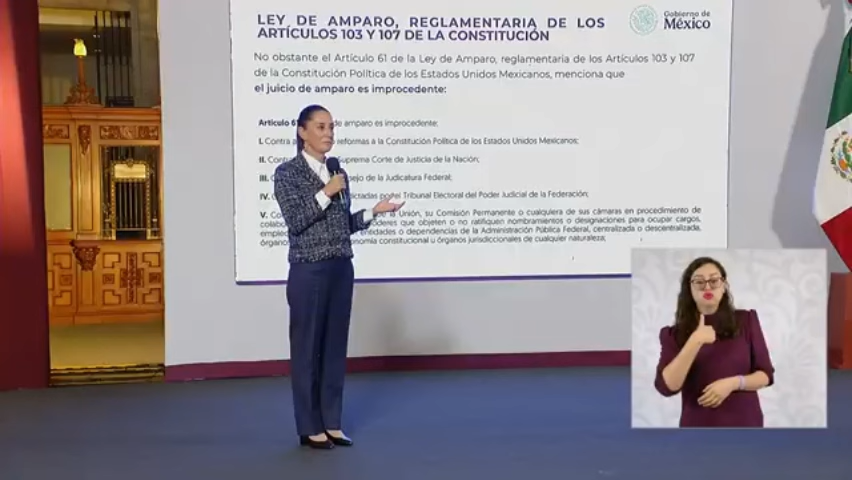 LEY DE AMPARO, REGLAMENTARIA DE LOS
ARTÍCULOS 103 Y 107 DE LA CONSTITUCIÓN
Gobierno de
México
No obstante el Artículo 61 de la Ley de Amparo, reglamentaria de los Artículos 103 y 107
de la Constitución Política de los Estados Unidos Mexicanos, menciona que
el juicio de amparo es improcedente:
Artículo 6 de amparo es improcedente:
I. Contra reformas a la Constitución Política de los Estados Unidos Mexicanos;
II. Suprema Corte de Justicia de la Nación;
III. de la Judicatura Federal;
IV. por el Tribunal Electoral del Poder Judicial de la Federación;
V. la Unión, su Comisión Permanente o cualquiera de sus cámaras en procedimiento de
que objeten o no ratifiquen nombramientos o designaciones para ocupar cargos,
entidades o dependencias de la Administración Pública Federal, centralizada o descentralizada,
constitucional u órganos jurisdiccionales de cualquier naturaleza;